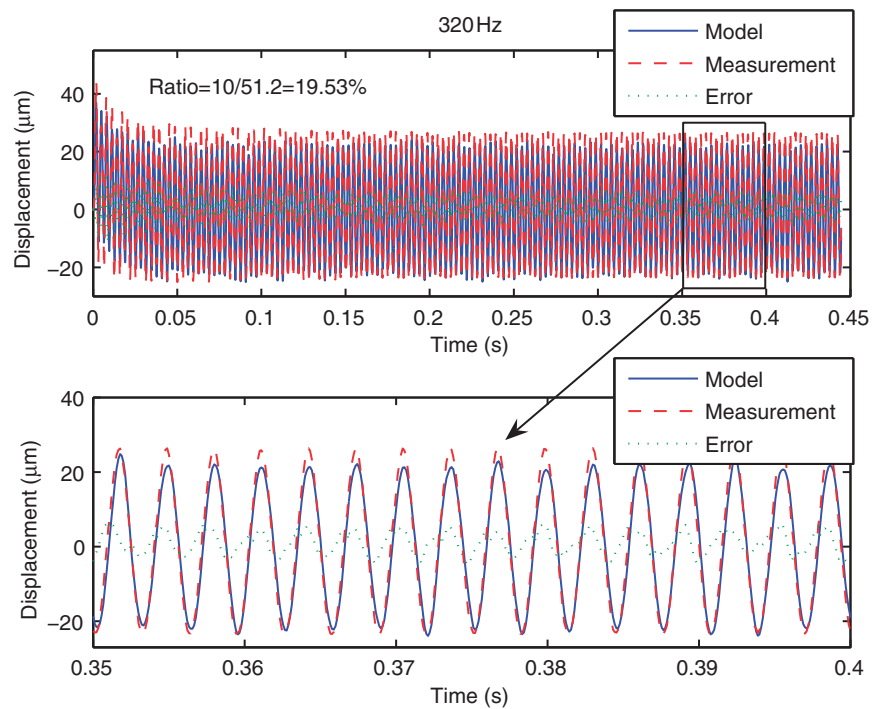 320 Hz
Model
Measurement
Error
Ratio=10/51.2=19.53%
Displacement (μm)
40
20
0
−20
0
0.05
0.1
0.15
0.2
0.25
0.3
0.35
0.4
0.45
Time (s)
Model
Measurement
Error
Displacement (μm)
40
20
0
−20
0.35
0.36
0.37
0.38
0.39
0.4
Time (s)